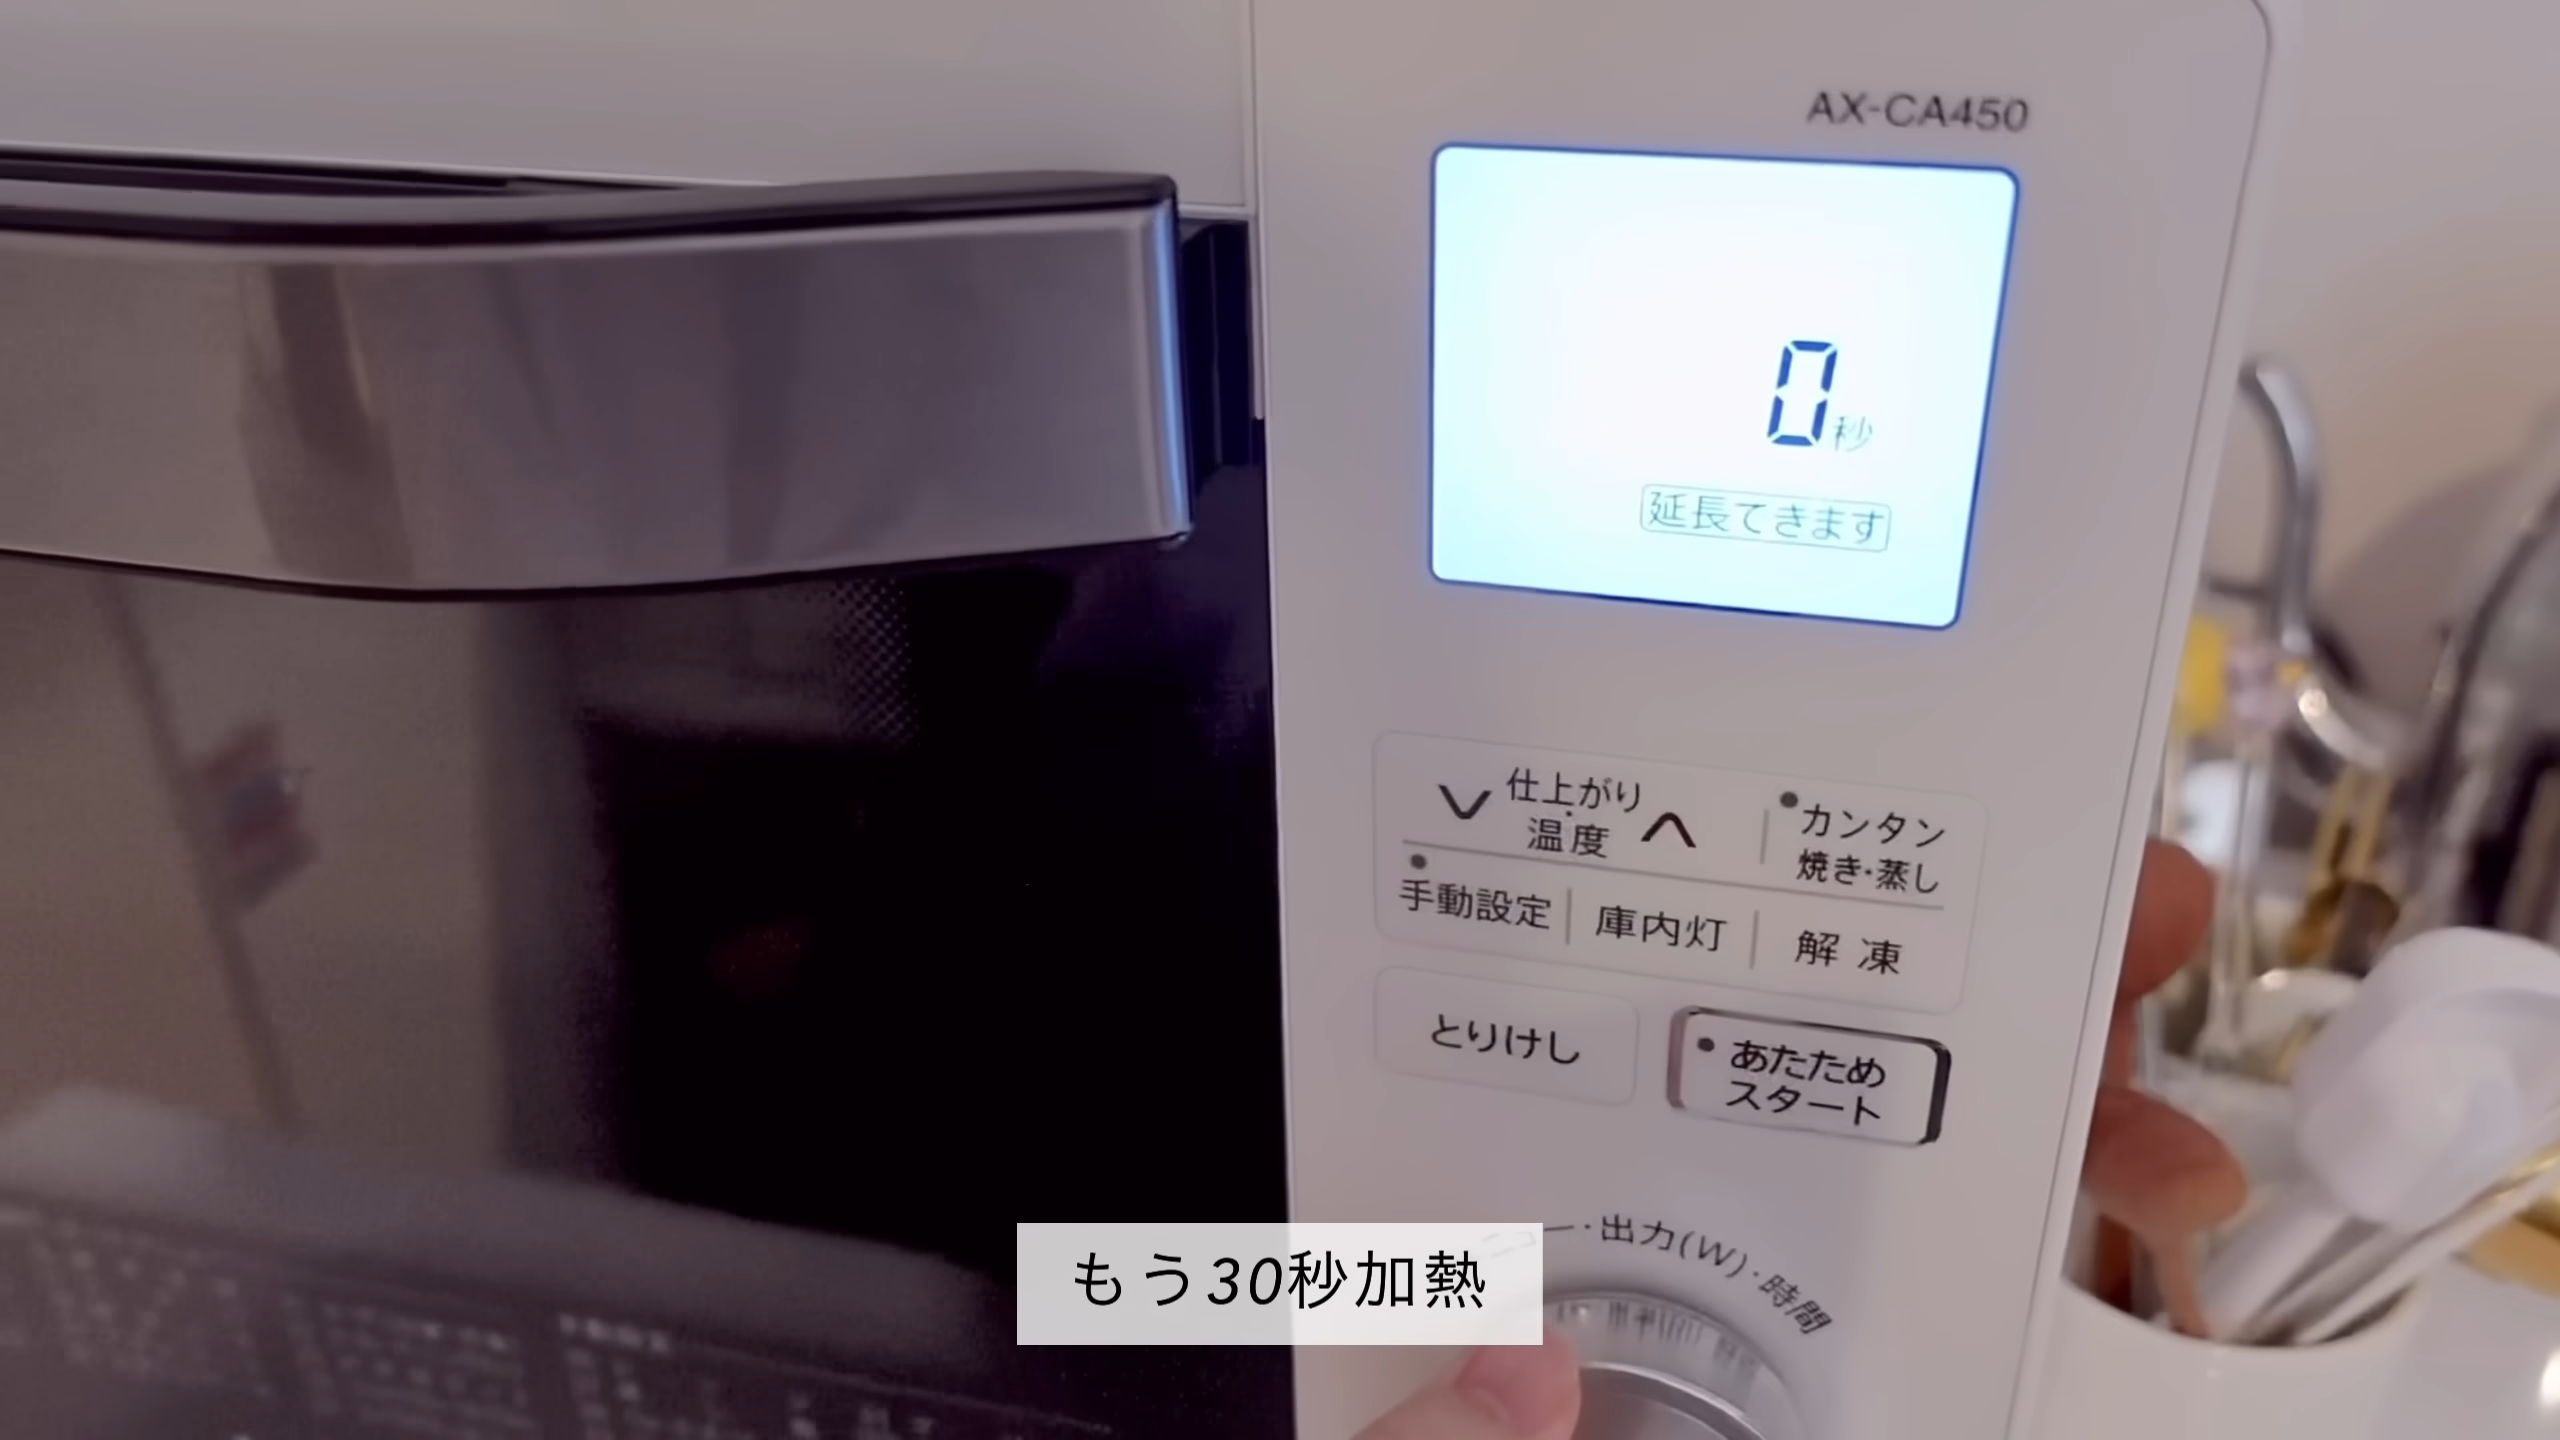 AX-CA450
0秒
延長できます
仕上がり
温度
カンタン
焼き・蒸し
手動設定
庫内灯
解凍
とりけし
あたため
スタート
・出力(W)・時間
もう30秒加熱